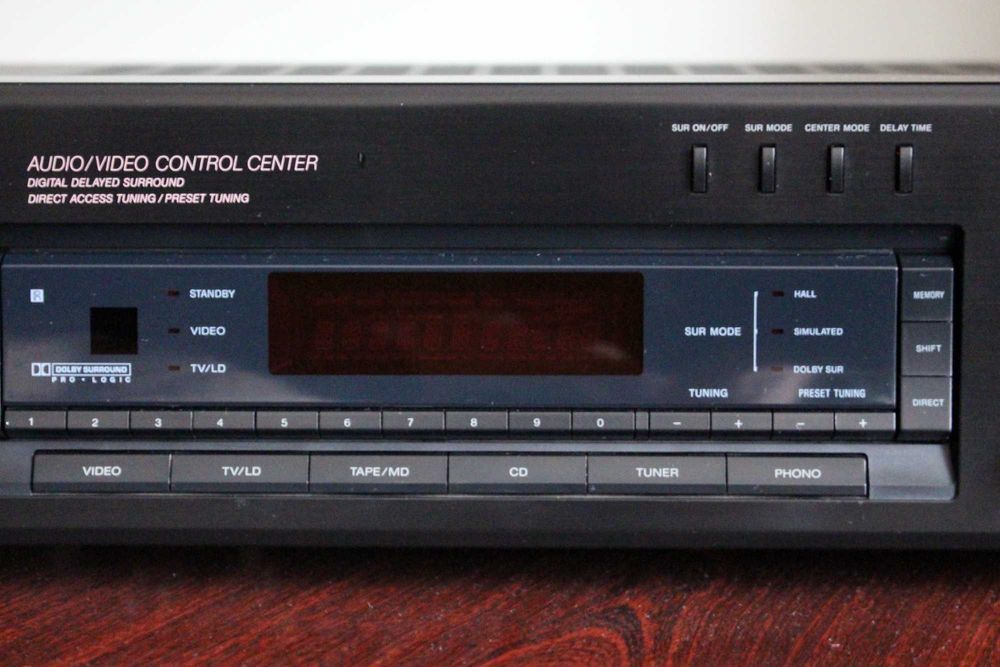 SUR ON/OFF SUR MODE CENTER MODE DELAY TIME
AUDIO/VIDEO CONTROL CENTER
DIGITAL DELAYED SURROUND
DIRECT ACCESS TUNING/PRESET TUNING
R
STANDBY
VIDEO
TV/LD
DOLBY SURROUND
PRO • LOGIC
SUR MODE
HALL
SIMULATED
DOLBY SUR
TUNING
PRESET TUNING
MEMORY
SHIFT
DIRECT
1 2 3 4 5 6 7 8 9 0 − + − +
VIDEO TV/LD TAPE/MD CD TUNER PHONO